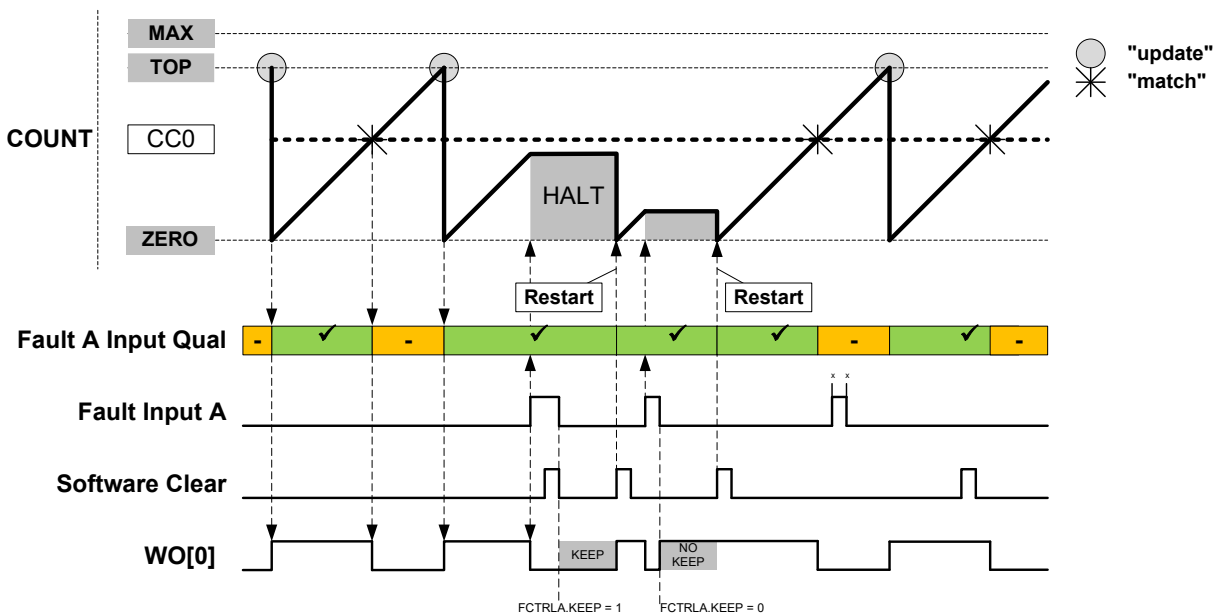 MAX
"update"
TOP
"match"
COUNT
CC0
HALT
ZERO
Restart
Restart
Fault A Input Qual
- ✓ - ✓ ✓ ✓ - ✓ -
x x
Fault Input A
Software Clear
WO[0]
KEEP
NO
KEEP
FCTRLA.KEEP = 1
FCTRLA.KEEP = 0